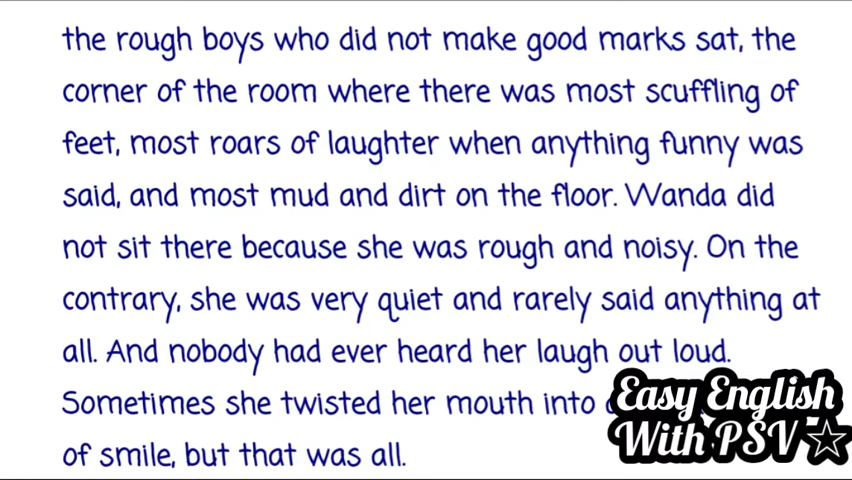 the rough boys who did not make good marks sat, the
corner of the room where there was most scuffling of
feet, most roars of laughter when anything funny was
said, and most mud and dirt on the floor. Wanda did
not sit there because she was rough and noisy. On the
contrary, she was very quiet and rarely said anything at
all. And nobody had ever heard her laugh out loud.
Sometimes she twisted her mouth into
of smile, but that was all.
Easy English
With PSV